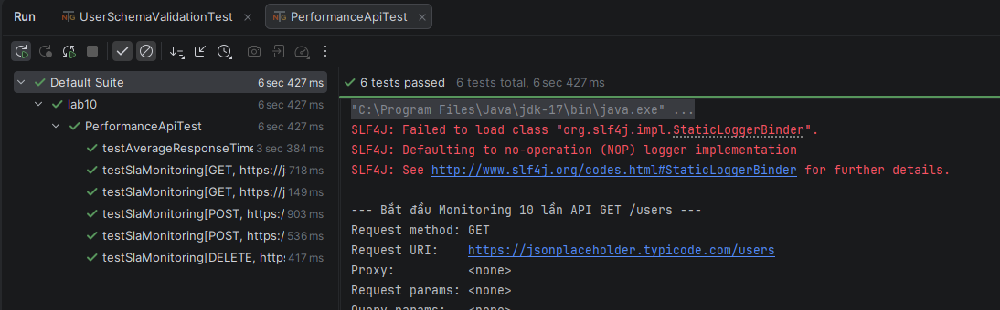 Run UserSchemaValidationTest PerformanceApiTest
Default Suite 6 sec 427 ms
lab10 6 sec 427 ms
PerformanceApiTest 6 sec 427 ms
testAverageResponseTime 3 sec 384 ms
testSlaMonitoring[GET, https://j 718 ms
testSlaMonitoring[GET, https://j 149 ms
testSlaMonitoring[POST, https:/ 903 ms
testSlaMonitoring[POST, https:/ 536 ms
testSlaMonitoring[DELETE, http 417 ms
6 tests passed 6 tests total, 6 sec 427 ms
"C:\Program Files\Java\jdk-17\bin\java.exe" ...
SLF4J: Failed to load class "org.slf4j.impl.StaticLoggerBinder".
SLF4J: Defaulting to no-operation (NOP) logger implementation
SLF4J: See http://www.slf4j.org/codes.html#StaticLoggerBinder for further details.
--- Bắt đầu Monitoring 10 lần API GET /users ---
Request method: GET
Request URI: https://jsonplaceholder.typicode.com/users
Proxy: <none>
Request params: <none>
Query params: <none>